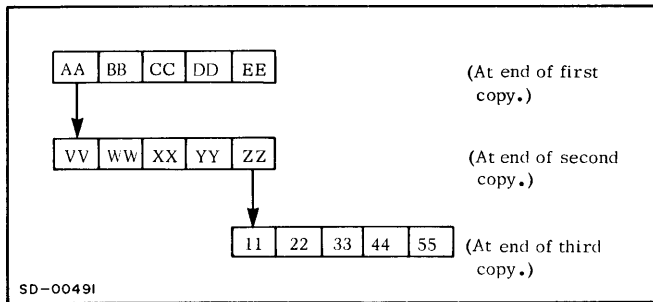 AA BB CC DD EE (At end of first
copy.)
VV WW XX YY ZZ (At end of second
copy.)
11 22 33 44 55 (At end of third
copy.)
SD-00491